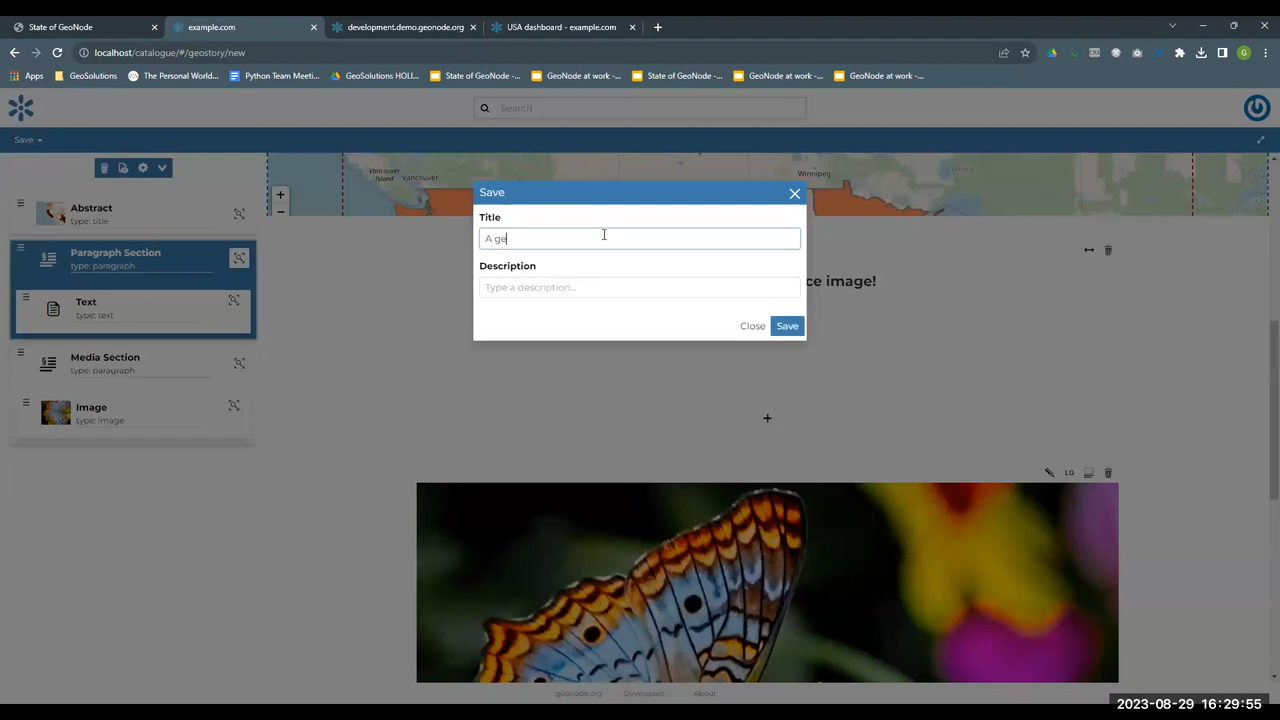 State of GeoNode
example.com
development.demo.geonode.org
USA dashboard - example.com
localhost/catalogue/#/geostory/new
G
Apps
GeoSolutions
The Personal World...
Python Team Meeti...
GeoSolutions HOLI...
State of GeoNode -...
GeoNode at work -...
State of GeoNode -...
GeoNode at work -...
GeoNode at work -...
Search
Save
Abstract
type: title
Paragraph Section
type: paragraph
Text
type: text
Media Section
type: paragraph
Image
type: image
Vancouver Island
Vancouver
Winnipeg
Save
Title
A ge
Description
Type a description...
Close
Save
ce image!
LG
geonode.org
Developers
About
2023-08-29 16:29:55